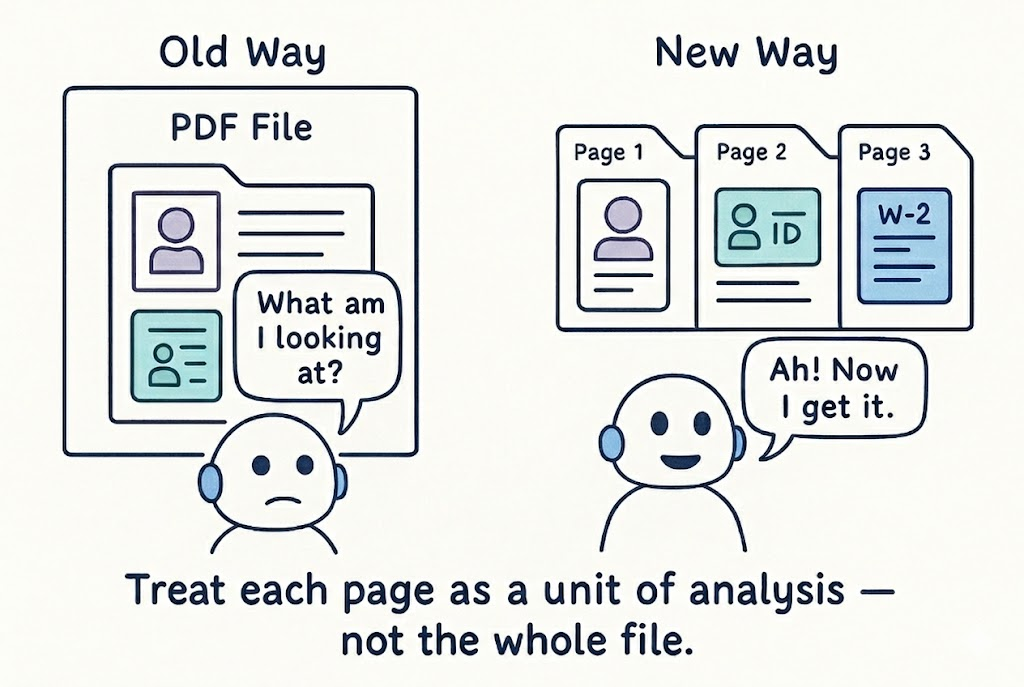 Old Way
PDF File
What am
I looking
at?
New Way
Page 1
Page 2
Page 3
ID
W-2
Ah! Now
I get it.
Treat each page as a unit of analysis —
not the whole file.